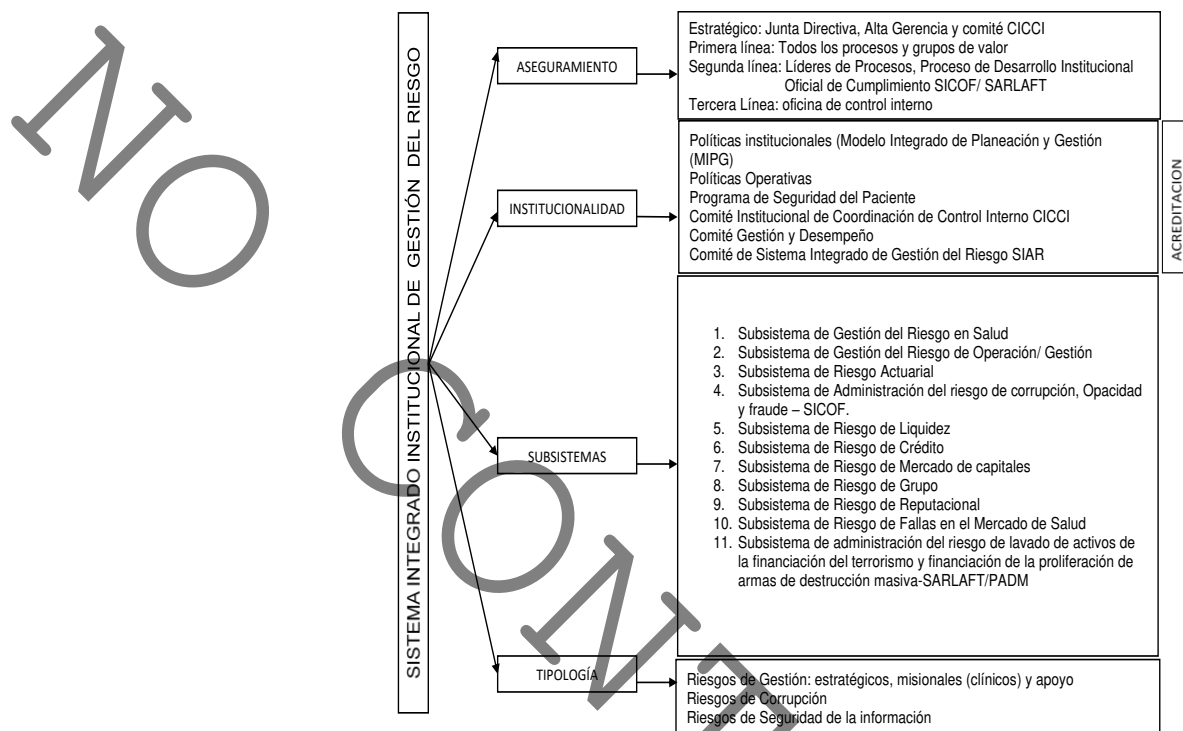 SISTEMA INTEGRADO INSTITUCIONAL DE GESTIÓN DEL RIESGO
ASEGURAMIENTO
Estratégico: Junta Directiva, Alta Gerencia y comité CICCI
Primera línea: Todos los procesos y grupos de valor
Segunda línea: Líderes de Procesos, Proceso de Desarrollo Institucional
Oficial de Cumplimiento SICOF/ SARLAFT
Tercera Línea: oficina de control interno
INSTITUCIONALIDAD
Políticas institucionales (Modelo Integrado de Planeación y Gestión
(MIPG)
Políticas Operativas
Programa de Seguridad del Paciente
Comité Institucional de Coordinación de Control Interno CICCI
Comité Gestión y Desempeño
Comité de Sistema Integrado de Gestión del Riesgo SIAR
ACREDITACION
SUBSISTEMAS
1. Subsistema de Gestión del Riesgo en Salud
2. Subsistema de Gestión del Riesgo de Operación/ Gestión
3. Subsistema de Riesgo Actuarial
4. Subsistema de Administración del riesgo de corrupción, Opacidad
y fraude – SICOF.
5. Subsistema de Riesgo de Liquidez
6. Subsistema de Riesgo de Crédito
7. Subsistema de Riesgo de Mercado de capitales
8. Subsistema de Riesgo de Grupo
9. Subsistema de Riesgo de Reputacional
10. Subsistema de Riesgo de Fallas en el Mercado de Salud
11. Subsistema de administración del riesgo de lavado de activos de
la financiación del terrorismo y financiación de la proliferación de
armas de destrucción masiva-SARLAFT/PADM
TIPOLOGÍA
Riesgos de Gestión: estratégicos, misionales (clínicos) y apoyo
Riesgos de Corrupción
Riesgos de Seguridad de la información
NO CONT